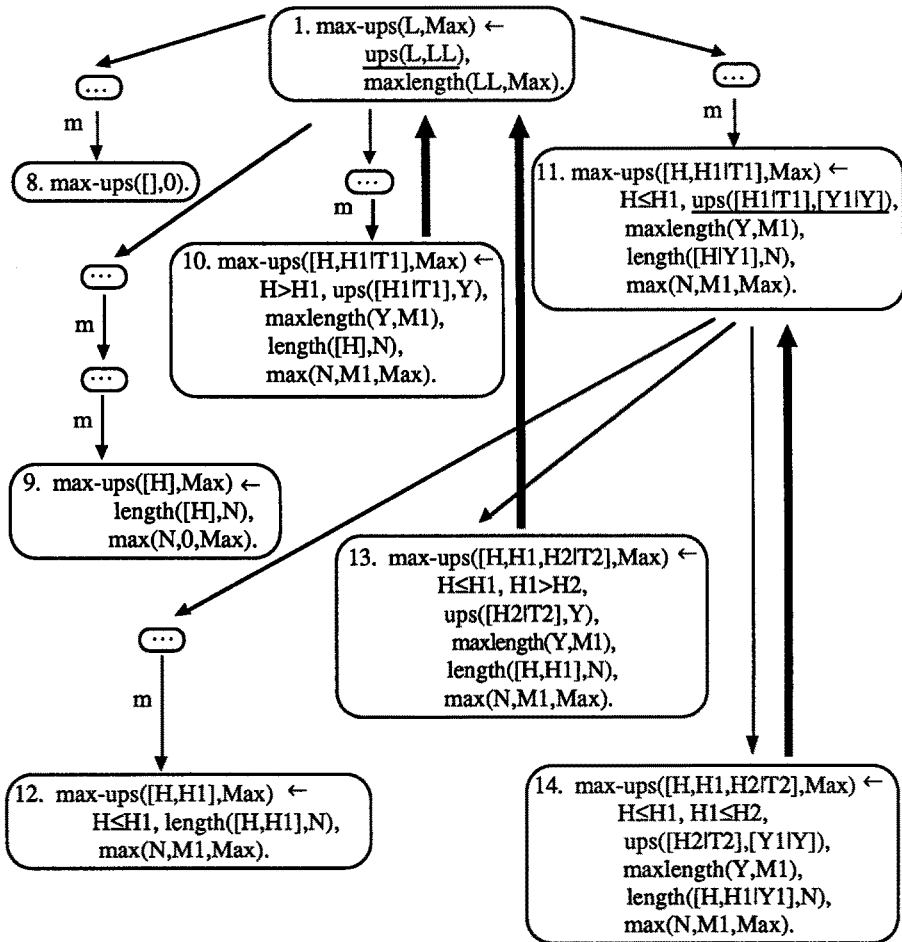 1. max-ups(L,Max) ←
ups(L,LL),
maxlength(LL,Max).
...
...
m
m
8. max-ups([],0).
...
m
11. max-ups([H,H1|T1],Max) ←
H≤H1, ups([H1|T1],[Y1|Y]),
maxlength(Y,M1),
length([H|Y1],N),
max(N,M1,Max).
10. max-ups([H,H1|T1],Max) ←
H>H1, ups([H1|T1],Y),
maxlength(Y,M1),
length([H],N),
max(N,M1,Max).
...
m
...
m
9. max-ups([H],Max) ←
length([H],N),
max(N,0,Max).
13. max-ups([H,H1,H2|T2],Max) ←
H≤H1, H1>H2,
ups([H2|T2],Y),
maxlength(Y,M1),
length([H,H1],N),
max(N,M1,Max).
...
m
12. max-ups([H,H1],Max) ←
H≤H1, length([H,H1],N),
max(N,M1,Max).
14. max-ups([H,H1,H2|T2],Max) ←
H≤H1, H1≤H2,
ups([H2|T2],[Y1|Y]),
maxlength(Y,M1),
length([H,H1|Y1],N),
max(N,M1,Max).